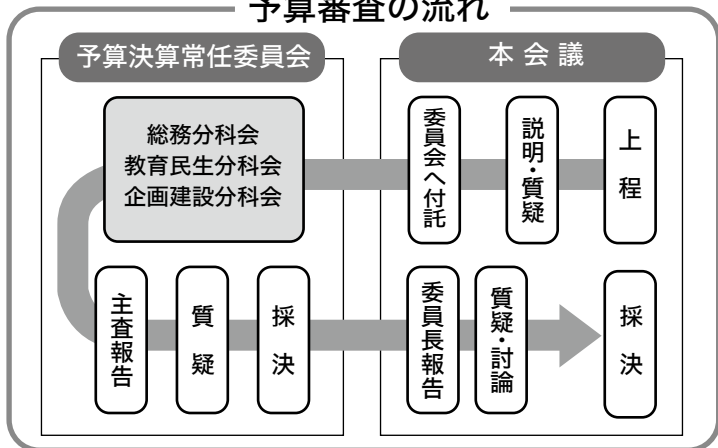 予算審査の流れ
予算決算常任委員会
本会議
総務分科会
教育民生分科会
企画建設分科会
委員会へ付託
説明・質疑
上程
主査報告
質疑
採決
委員長報告
質疑・討論
採決